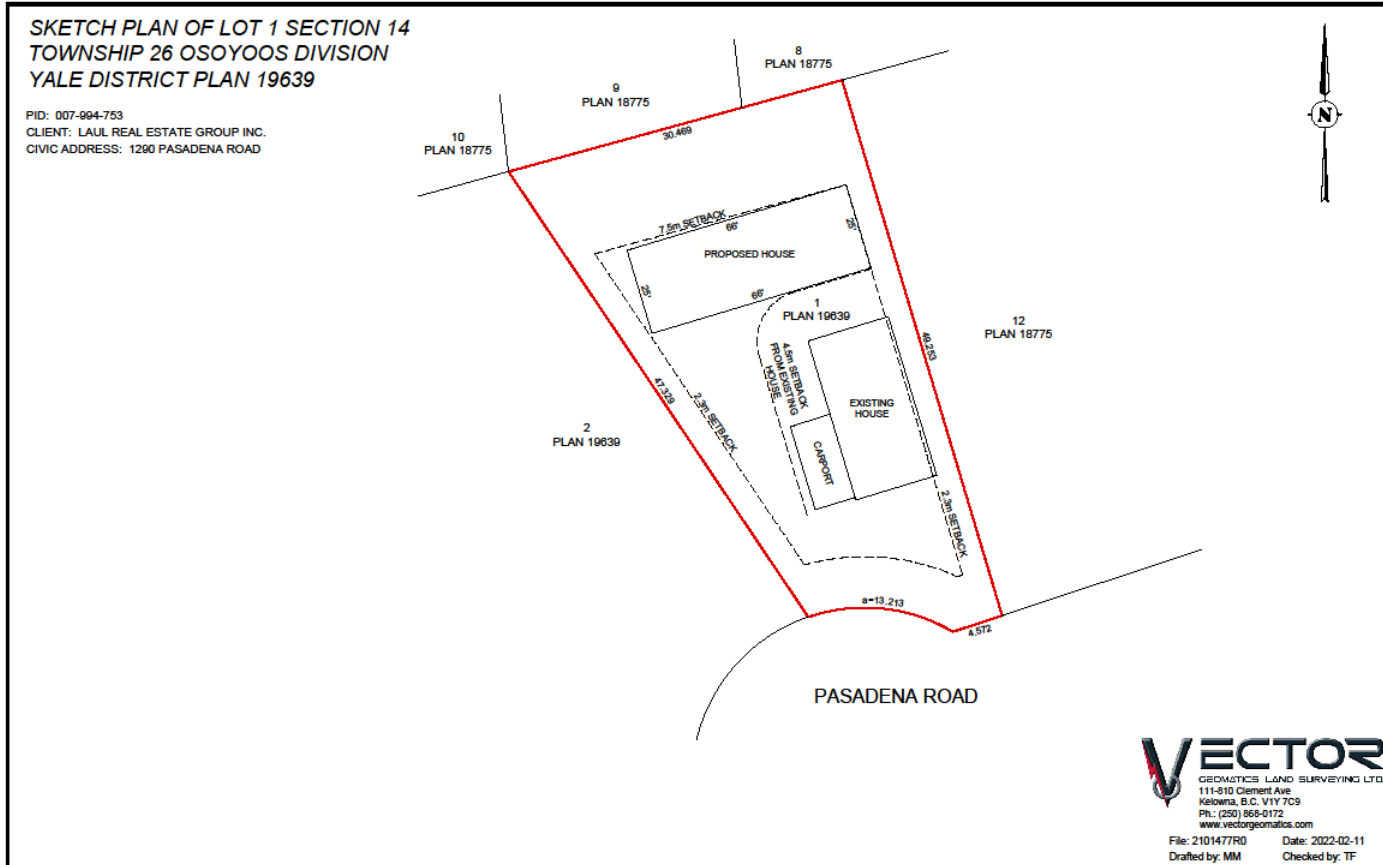 SKETCH PLAN OF LOT 1 SECTION 14
TOWNSHIP 26 OSOYOOS DIVISION
YALE DISTRICT PLAN 19639
PID: 007-994-753
CLIENT: LAUL REAL ESTATE GROUP INC.
CIVIC ADDRESS: 1290 PASADENA ROAD
8
PLAN 18775
9
PLAN 18775
10
PLAN 18775
30.469
N
7.5m SETBACK
66'
25'
PROPOSED HOUSE
25'
66'
1
PLAN 19639
12
PLAN 18775
49.253
4.5m SETBACK
FROM EXISTING
HOUSE
47.329
2.3m SETBACK
EXISTING
HOUSE
2
PLAN 19639
CARPORT
2.3m SETBACK
a=13.213
4.572
PASADENA ROAD
VECTOR
GEOMATICS LAND SURVEYING LTD.
111-810 Clement Ave
Kelowna, B.C. V1Y 7C9
Ph.: (250) 868-0172
www.vectorgeomatics.com
File: 2101477R0 Date: 2022-02-11
Drafted by: MM Checked by: TF